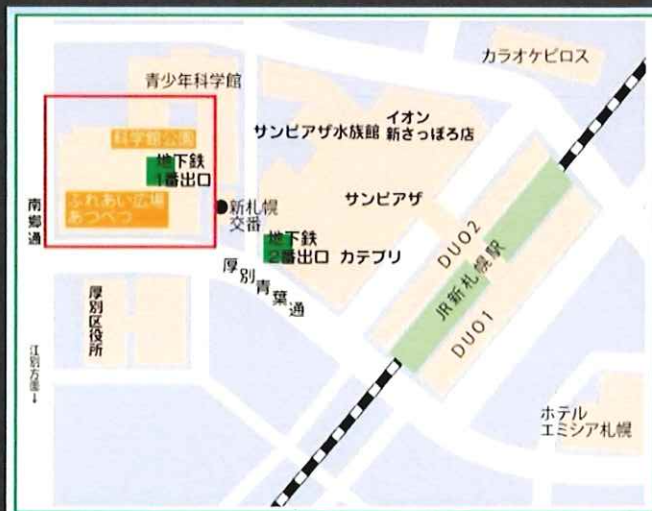 カラオケピロス
青少年科学館
イオン
新さっぽろ店
サンピアザ水族館
科学館公園
地下鉄
1番出口
ふれあい広場
あつべつ
サンピアザ
南郷通
新札幌
交番
地下鉄
2番出口 カテプリ
DUO2
JR新札幌駅
DUO1
厚別青葉通
厚別区役所
江別方面→
ホテル
エミシア札幌